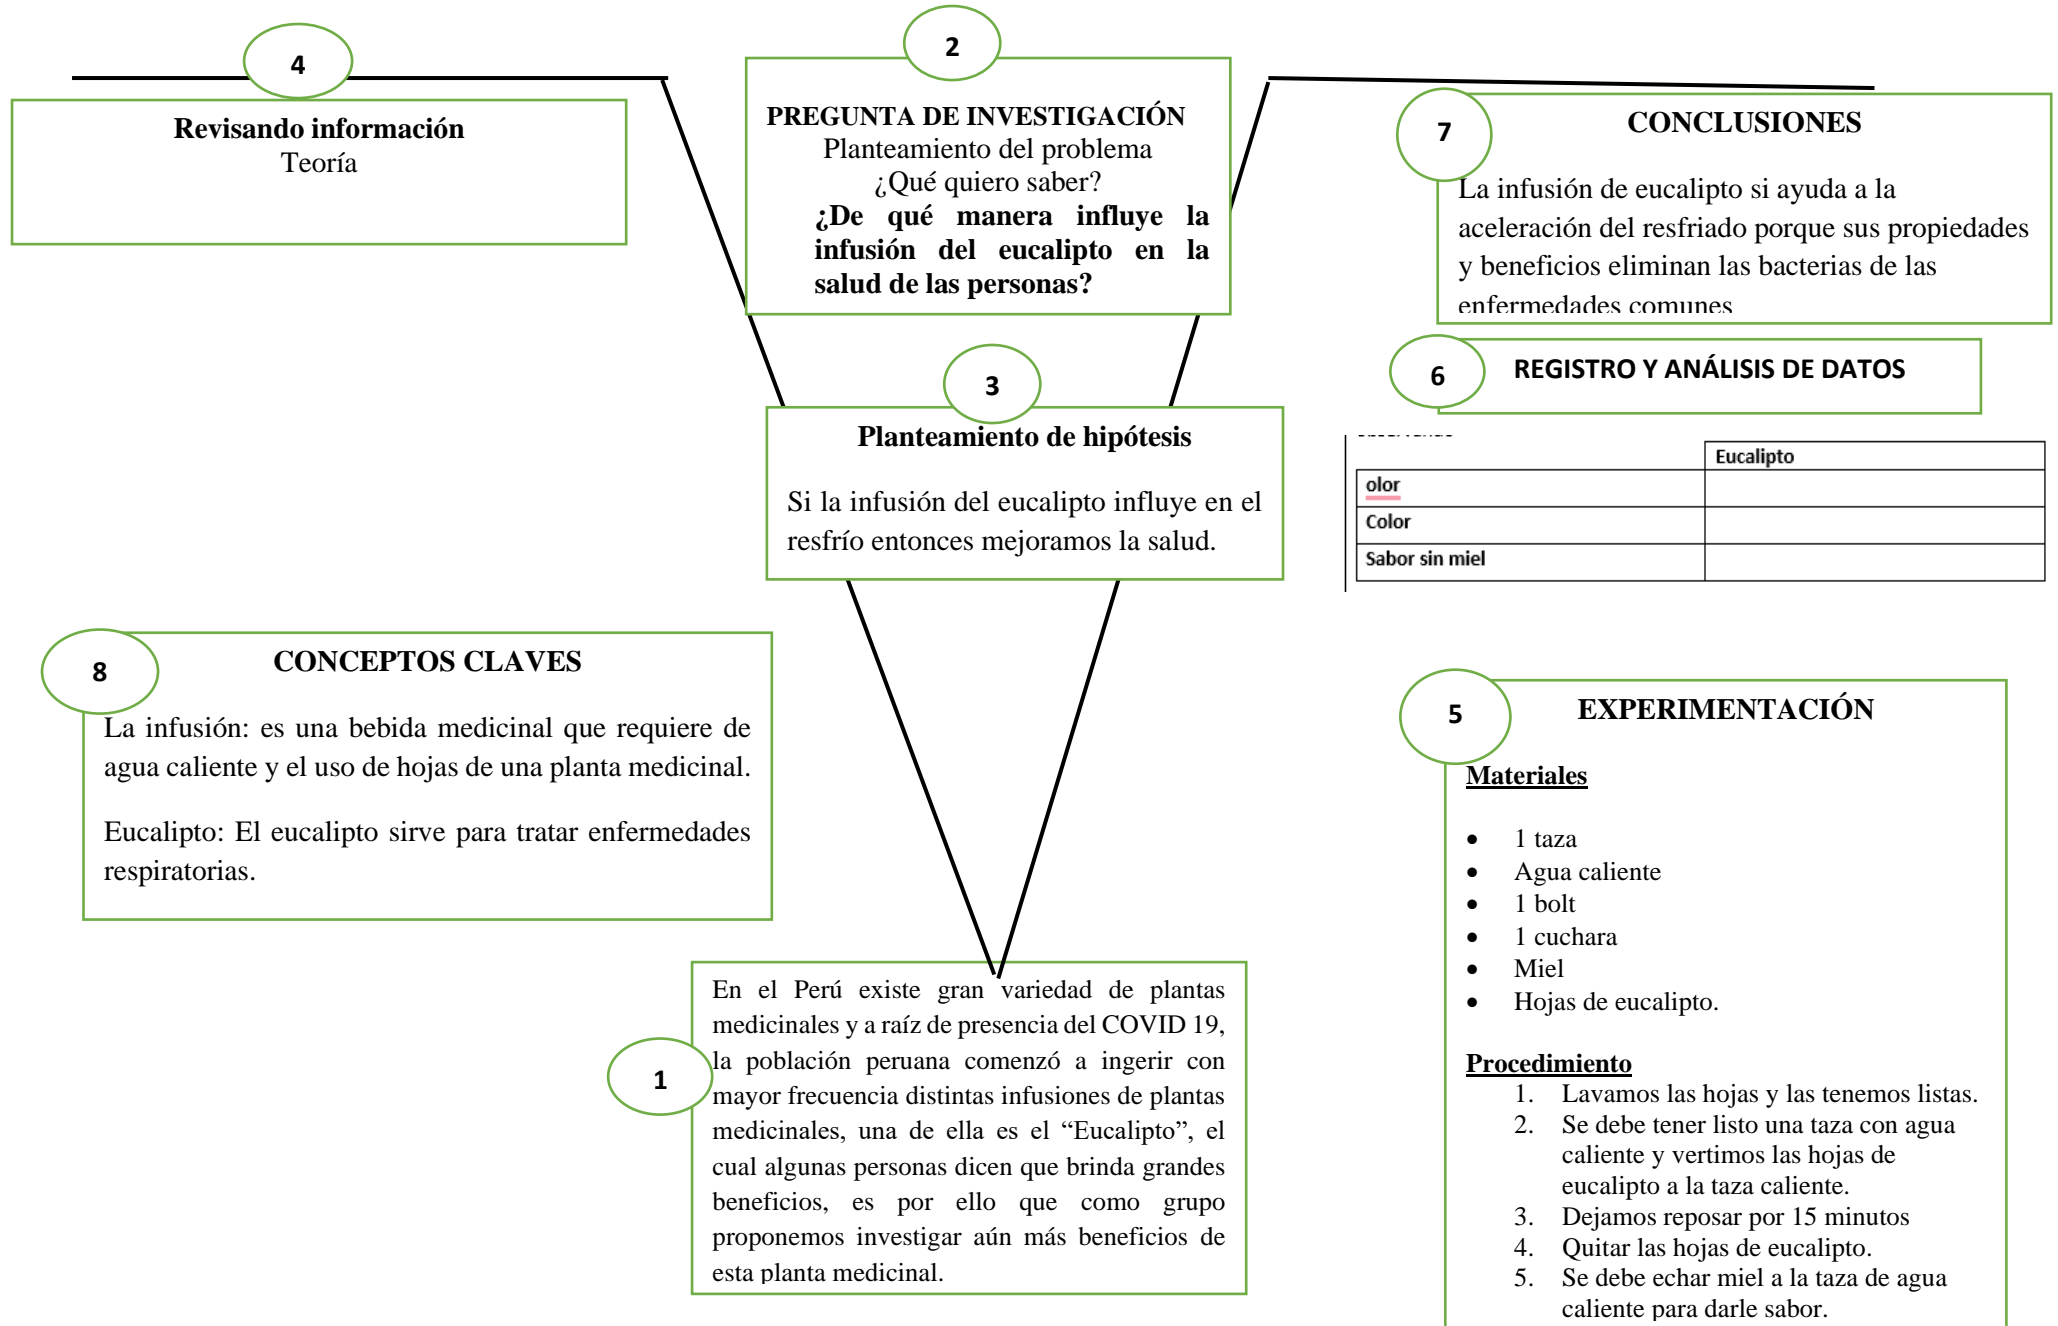 4
Revisando información
Teoría
2
PREGUNTA DE INVESTIGACIÓN
Planteamiento del problema
¿Qué quiero saber?
¿De qué manera influye la
infusión del eucalipto en la
salud de las personas?
7
CONCLUSIONES
La infusión de eucalipto si ayuda a la
aceleración del resfriado porque sus propiedades
y beneficios eliminan las bacterias de las
enfermedades comunes
3
Planteamiento de hipótesis
Si la infusión del eucalipto influye en el
resfrío entonces mejoramos la salud.
6
REGISTRO Y ANÁLISIS DE DATOS
Eucalipto
olor
Color
Sabor sin miel
8
CONCEPTOS CLAVES
La infusión: es una bebida medicinal que requiere de
agua caliente y el uso de hojas de una planta medicinal.
Eucalipto: El eucalipto sirve para tratar enfermedades
respiratorias.
5
EXPERIMENTACIÓN
Materiales
• 1 taza
• Agua caliente
• 1 bolt
• 1 cuchara
• Miel
• Hojas de eucalipto.
Procedimiento
1. Lavamos las hojas y las tenemos listas.
2. Se debe tener listo una taza con agua
caliente y vertimos las hojas de
eucalipto a la taza caliente.
3. Dejamos reposar por 15 minutos
4. Quitar las hojas de eucalipto.
5. Se debe echar miel a la taza de agua
caliente para darle sabor.
1
En el Perú existe gran variedad de plantas
medicinales y a raíz de presencia del COVID 19,
la población peruana comenzó a ingerir con
mayor frecuencia distintas infusiones de plantas
medicinales, una de ella es el “Eucalipto”, el
cual algunas personas dicen que brinda grandes
beneficios, es por ello que como grupo
proponemos investigar aún más beneficios de
esta planta medicinal.